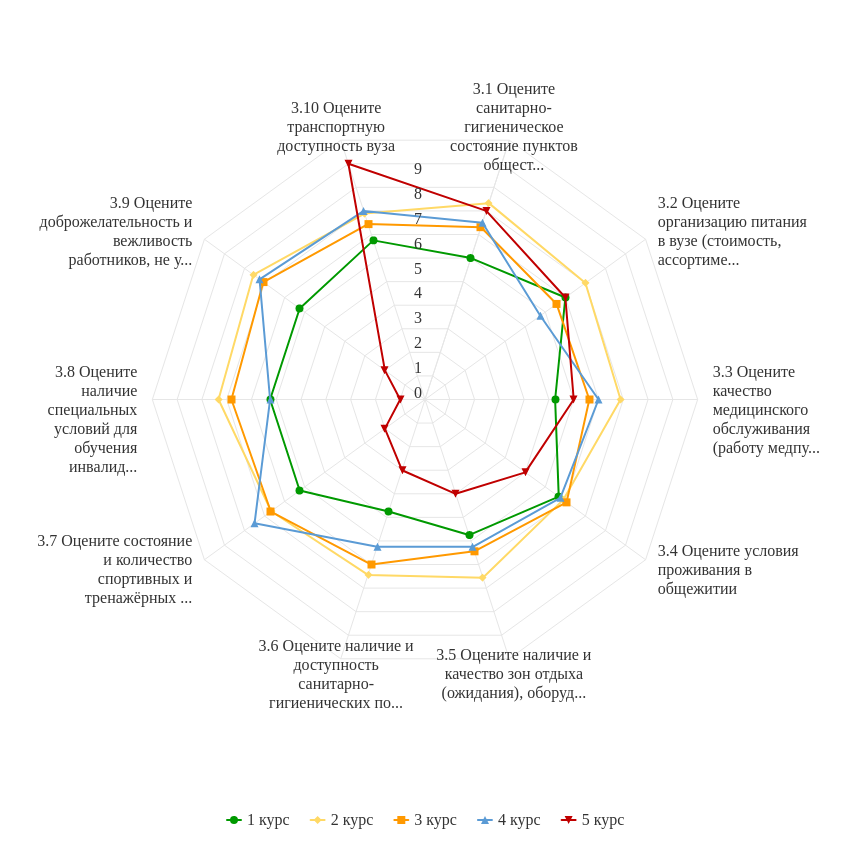 3.1 Оцените
санитарно-
гигиеническое
состояние пунктов
общест...
3.10 Оцените
транспортную
доступность вуза
3.2 Оцените
организацию питания
в вузе (стоимость,
ассортиме...
3.9 Оцените
доброжелательность и
вежливость
работников, не у...
9
8
7
6
5
4
3
2
1
0
3.3 Оцените
качество
медицинского
обслуживания
(работу медпу...
3.8 Оцените
наличие
специальных
условий для
обучения
инвалид...
3.4 Оцените условия
проживания в
общежитии
3.7 Оцените состояние
и количество
спортивных и
тренажёрных ...
3.6 Оцените наличие и
доступность
санитарно-
гигиенических по...
3.5 Оцените наличие и
качество зон отдыха
(ожидания), оборуд...
1 курс 2 курс 3 курс 4 курс 5 курс